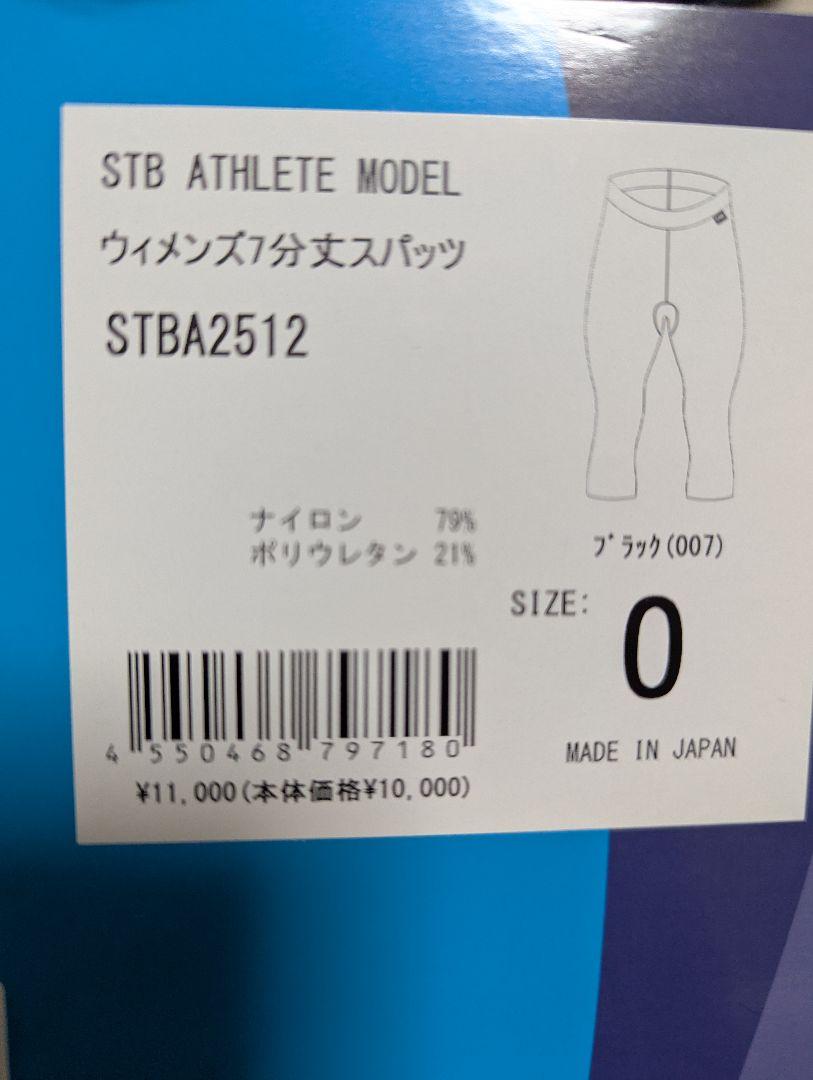 STB ATHLETE MODEL
ウィメンズ7分丈スパッツ
STBA2512
ナイロン 79%
ポリウレタン 21%
ﾌﾞﾗｯｸ(007)
SIZE: 0
4 550468 797180
¥11,000(本体価格¥10,000)
MADE IN JAPAN